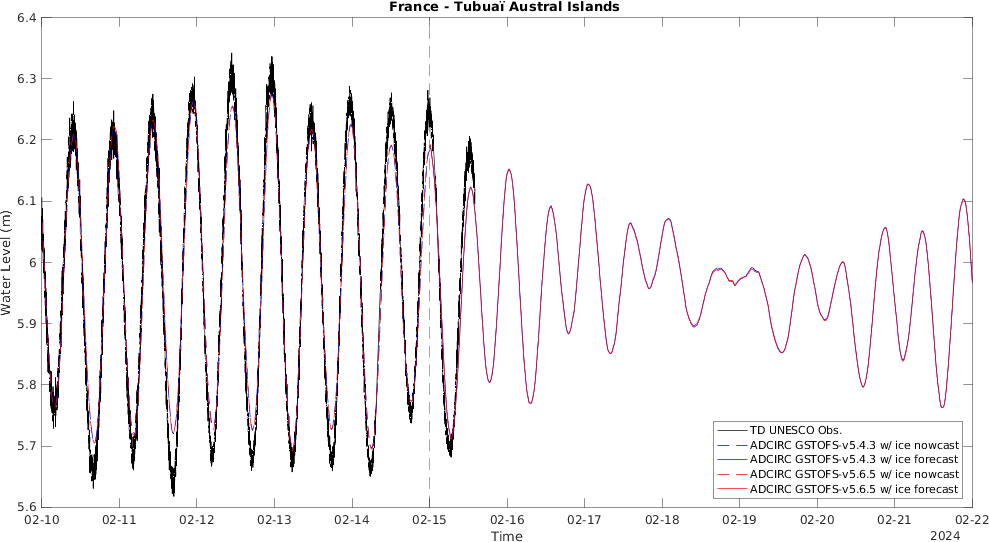 France - Tubuaï Austral Islands
6.4
6.3
6.2
6.1
6
5.9
5.8
5.7
5.6
Water Level (m)
TD UNESCO Obs.
ADCIRC GSTOFS-v5.4.3 w/ ice nowcast
ADCIRC GSTOFS-v5.4.3 w/ ice forecast
ADCIRC GSTOFS-v5.6.5 w/ ice nowcast
ADCIRC GSTOFS-v5.6.5 w/ ice forecast
02-10 02-11 02-12 02-13 02-14 02-15 02-16 02-17 02-18 02-19 02-20 02-21 02-22
Time
2024